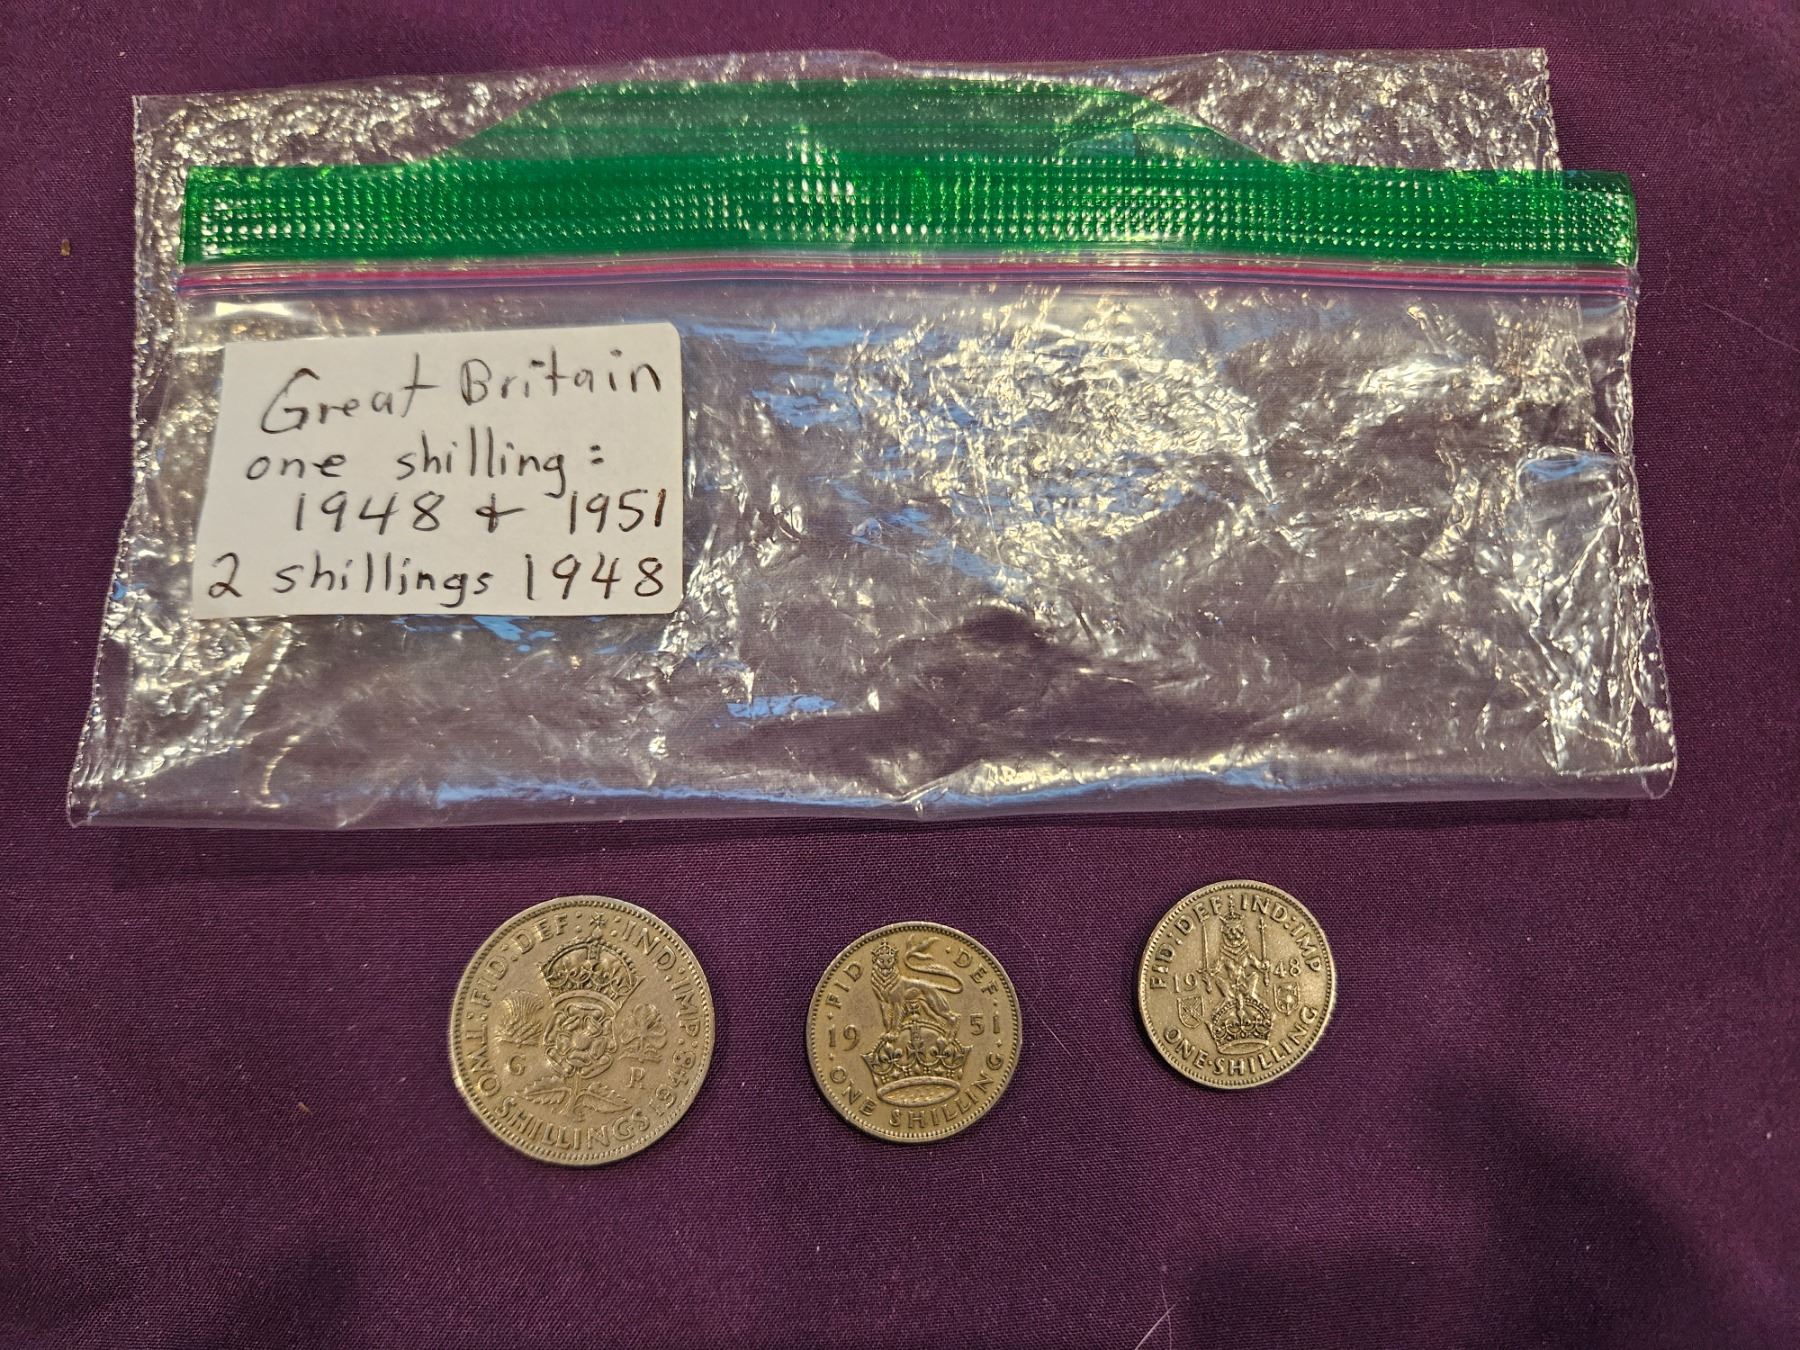 Great Britain
one shilling:
1948 & 1951
2 shillings 1948
TWO SHILLINGS 1948 : FID : DEF : IND : IMP
G R
FID DEF
19 51
ONE SHILLING
FID : DEF IND : IMP
19 48
ONE SHILLING